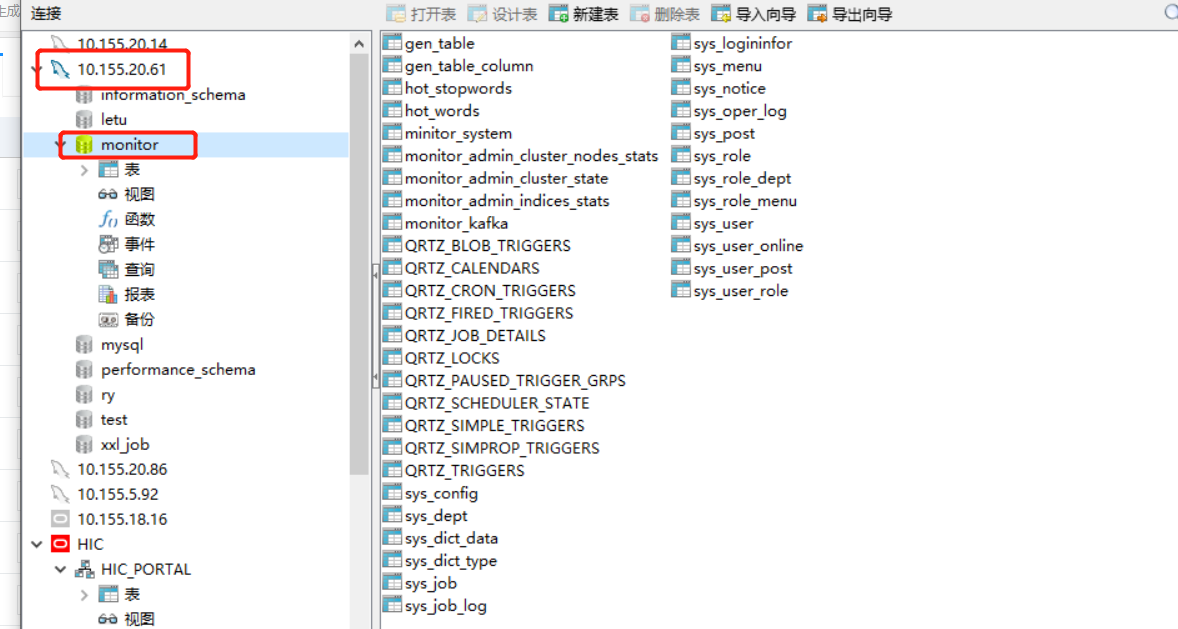 生成
连接
打开表 设计表 新建表 删除表 导入向导 导出向导
10.155.20.14
10.155.20.61
information_schema
letu
monitor
表
视图
函数
事件
查询
报表
备份
mysql
performance_schema
ry
test
xxl_job
10.155.20.86
10.155.5.92
10.155.18.16
HIC
HIC_PORTAL
表
视图
gen_table
gen_table_column
hot_stopwords
hot_words
minitor_system
monitor_admin_cluster_nodes_stats
monitor_admin_cluster_state
monitor_admin_indices_stats
monitor_kafka
QRTZ_BLOB_TRIGGERS
QRTZ_CALENDARS
QRTZ_CRON_TRIGGERS
QRTZ_FIRED_TRIGGERS
QRTZ_JOB_DETAILS
QRTZ_LOCKS
QRTZ_PAUSED_TRIGGER_GRPS
QRTZ_SCHEDULER_STATE
QRTZ_SIMPLE_TRIGGERS
QRTZ_SIMPROP_TRIGGERS
QRTZ_TRIGGERS
sys_config
sys_dept
sys_dict_data
sys_dict_type
sys_job
sys_job_log
sys_logininfor
sys_menu
sys_notice
sys_oper_log
sys_post
sys_role
sys_role_dept
sys_role_menu
sys_user
sys_user_online
sys_user_post
sys_user_role